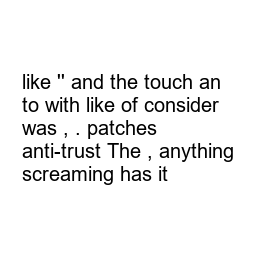 like " and the touch an
to with like of consider
was , . patches
anti-trust The , anything
screaming has it